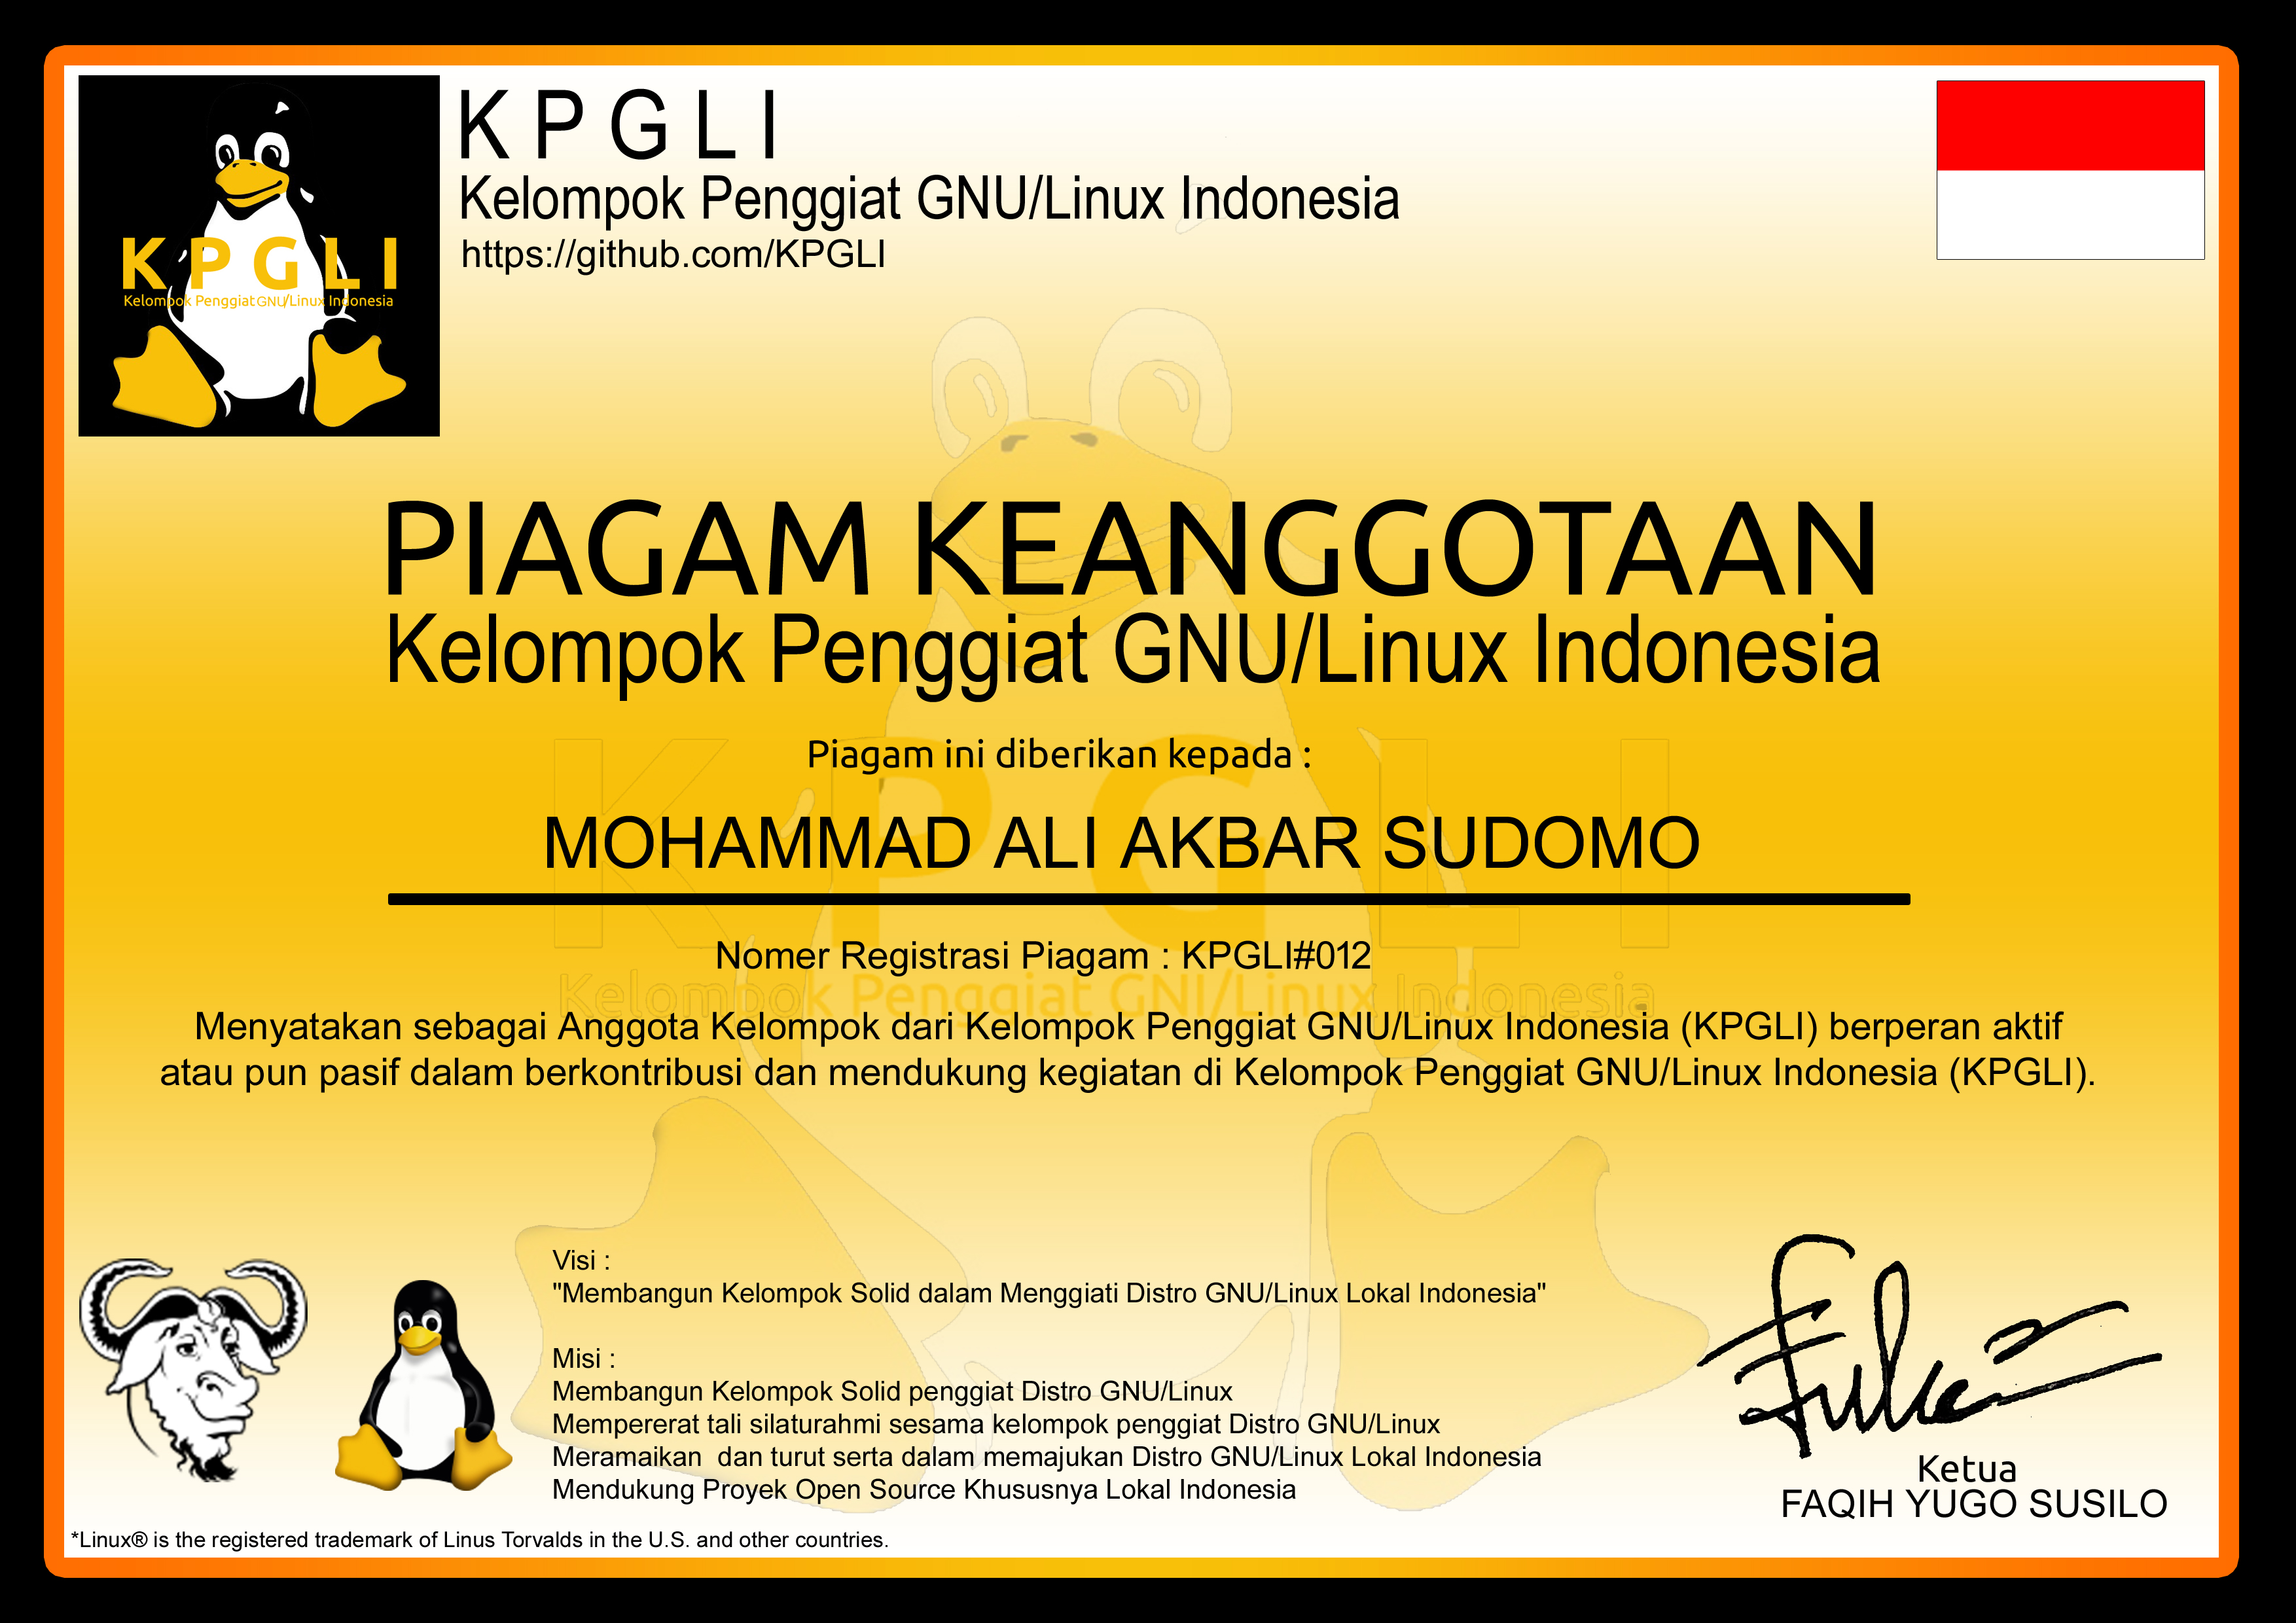 K P G L I
Kelompok Penggiat GNU/Linux Indonesia
https://github.com/KPGLI
K P G L I
Kelompok Penggiat GNU/Linux Indonesia
PIAGAM KEANGGOTAAN
Kelompok Penggiat GNU/Linux Indonesia
Piagam ini diberikan kepada :
MOHAMMAD ALI AKBAR SUDOMO
K P G L I
Nomer Registrasi Piagam : KPGLI#012
Kelompok Penggiat GNI/Linux Indonesia
Menyatakan sebagai Anggota Kelompok dari Kelompok Penggiat GNU/Linux Indonesia (KPGLI) berperan aktif
atau pun pasif dalam berkontribusi dan mendukung kegiatan di Kelompok Penggiat GNU/Linux Indonesia (KPGLI).
Visi :
"Membangun Kelompok Solid dalam Menggiati Distro GNU/Linux Lokal Indonesia"
Misi :
Membangun Kelompok Solid penggiat Distro GNU/Linux
Mempererat tali silaturahmi sesama kelompok penggiat Distro GNU/Linux
Meramaikan  dan turut serta dalam memajukan Distro GNU/Linux Lokal Indonesia
Mendukung Proyek Open Source Khususnya Lokal Indonesia
Ketua
FAQIH YUGO SUSILO
*Linux® is the registered trademark of Linus Torvalds in the U.S. and other countries.